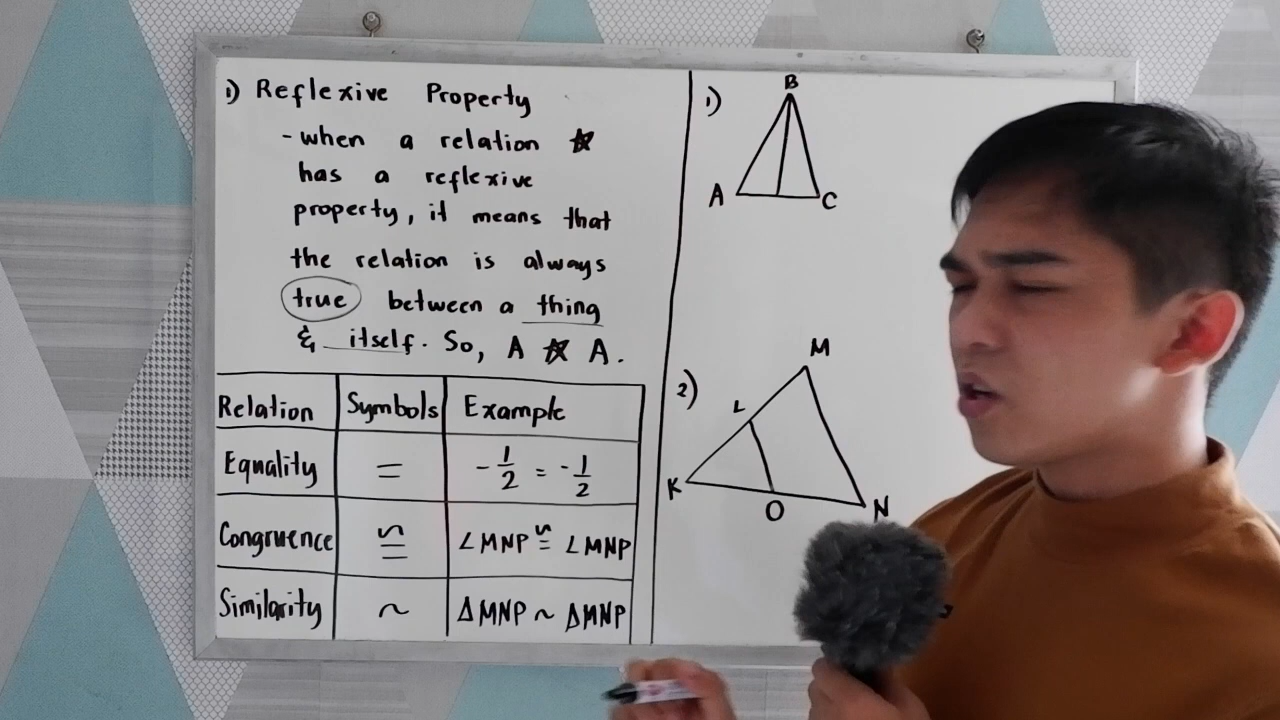 1) Reflexive Property
- when a relation ★
has a reflexive
property, it means that
the relation is always
true between a thing
& itself. So, A ★ A.
Relation Symbols Example
Equality = -1/2 = -1/2
Congruence ≅ ∠MNP ≅ ∠MNP
Similarity ~ ΔMNP ~ ΔMNP
1)
B
A
C
2)
M
L
K
O
N